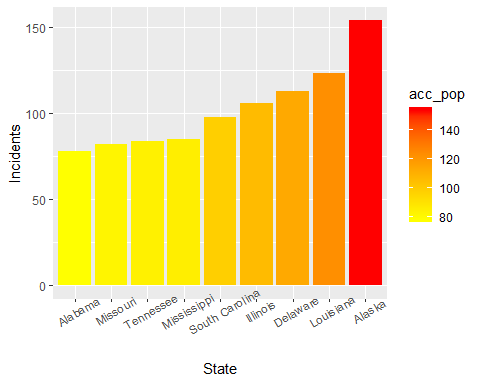 Incidents
150
100
50
0
Alabama
Missouri
Tennessee
Mississippi
South Carolina
Illinois
Delaware
Louisiana
Alaska
State
acc_pop
140
120
100
80